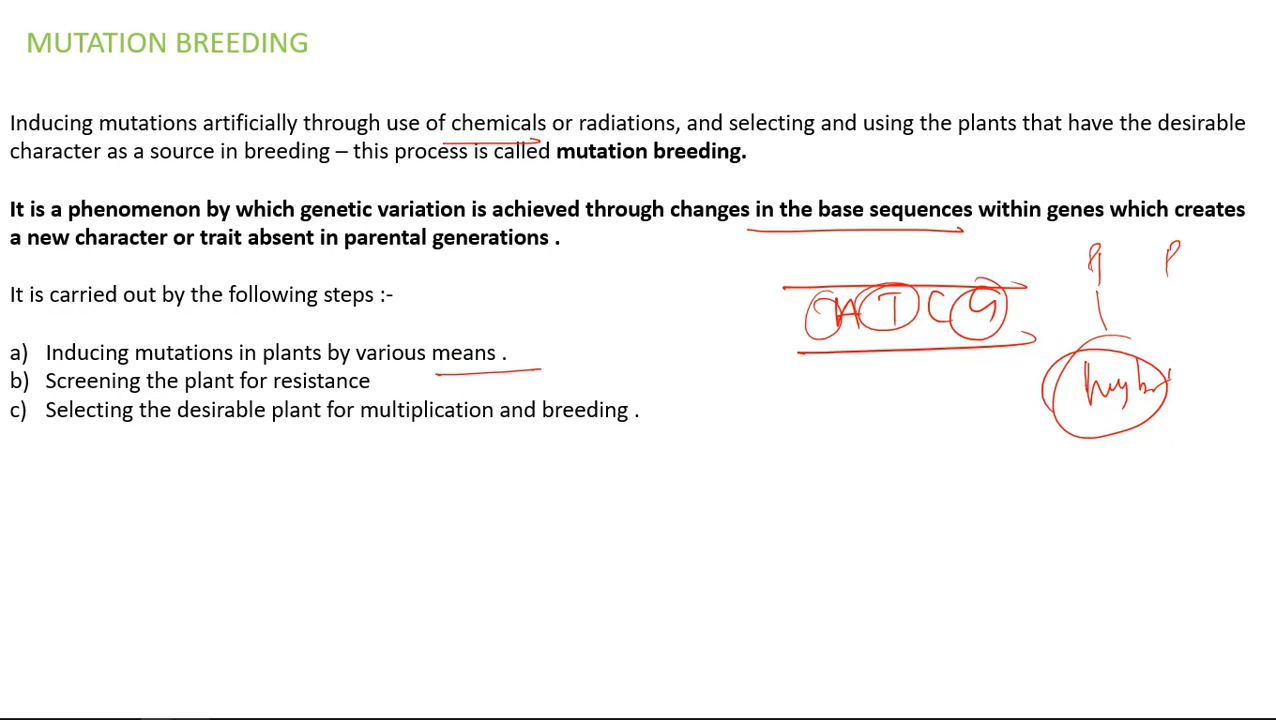 MUTATION BREEDING
Inducing mutations artificially through use of chemicals or radiations, and selecting and using the plants that have the desirable
character as a source in breeding – this process is called mutation breeding.
It is a phenomenon by which genetic variation is achieved through changes in the base sequences within genes which creates
a new character or trait absent in parental generations .
It is carried out by the following steps :-
P
A T C G
a) Inducing mutations in plants by various means .
b) Screening the plant for resistance
c) Selecting the desirable plant for multiplication and breeding .